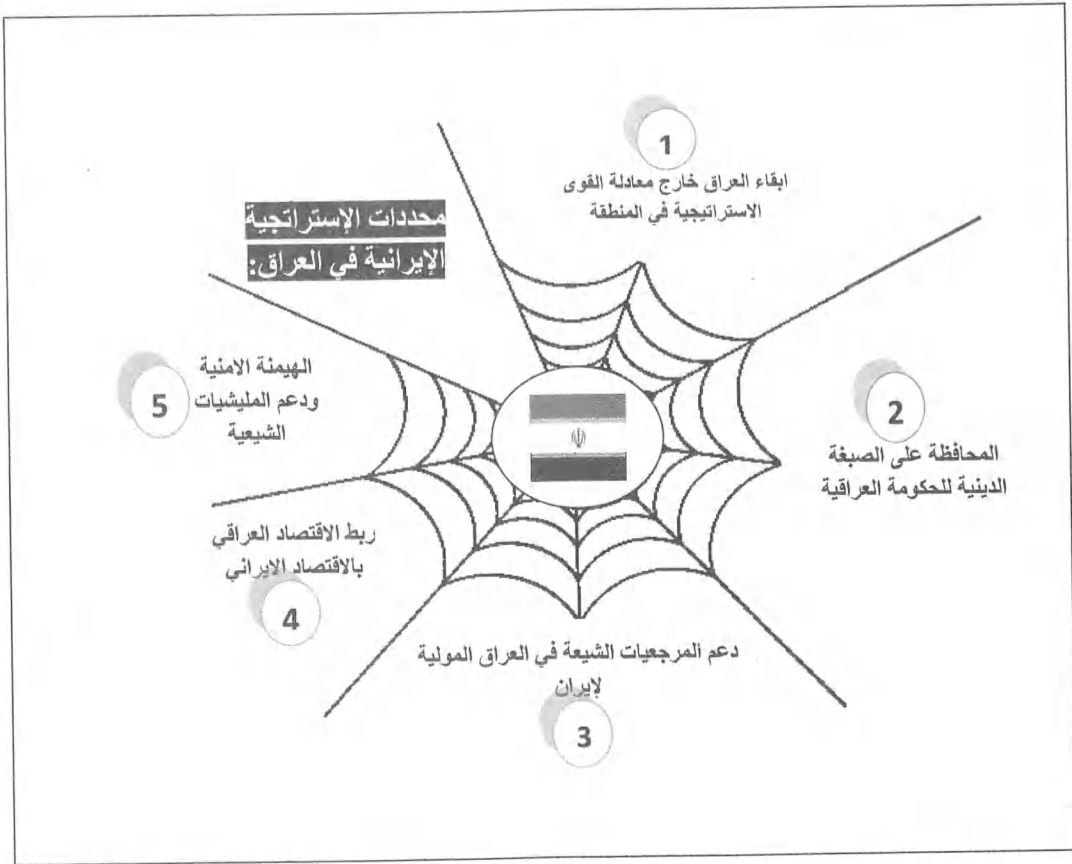 محددات الإستراتجية
الإيرانية في العراق:
1
ابقاء العراق خارج معادلة القوى
الاستراتيجية في المنطقة
2
المحافظة على الصبغة
الدينية للحكومة العراقية
دعم المرجعيات الشيعة في العراق المولية
لإيران
3
ربط الاقتصاد العراقي
بالاقتصاد الايراني
4
الهيمنة الامنية
ودعم المليشيات
الشيعية
5